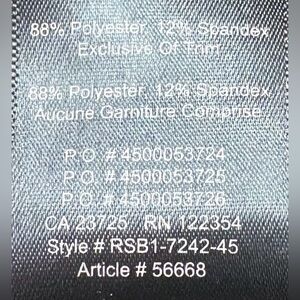 88% Polyester, 12% Spandex
Exclusive Of Trim
88% Polyester, 12% Spandex
Aucune Garniture Comprise
P.O. # 4500053724
P.O. # 4500053725
P.O. # 4500053726
CA 23725 RN 122354
Style # RSB1-7242-45
Article # 56668